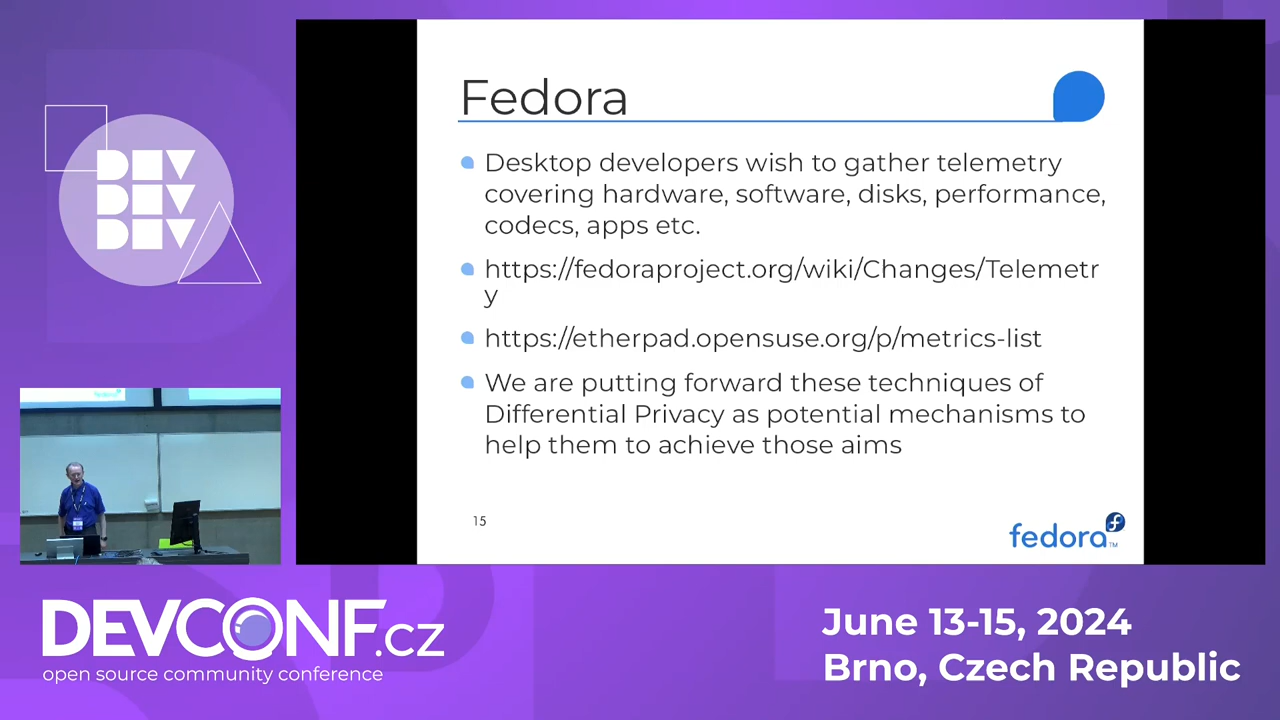 DEV
DEV
DEV
Fedora
Desktop developers wish to gather telemetry
covering hardware, software, disks, performance,
codecs, apps etc.
https://fedoraproject.org/wiki/Changes/Telemetr
y
https://etherpad.opensuse.org/p/metrics-list
We are putting forward these techniques of
Differential Privacy as potential mechanisms to
help them to achieve those aims
15
fedora™
DEVCONF.cz
open source community conference
June 13-15, 2024
Brno, Czech Republic